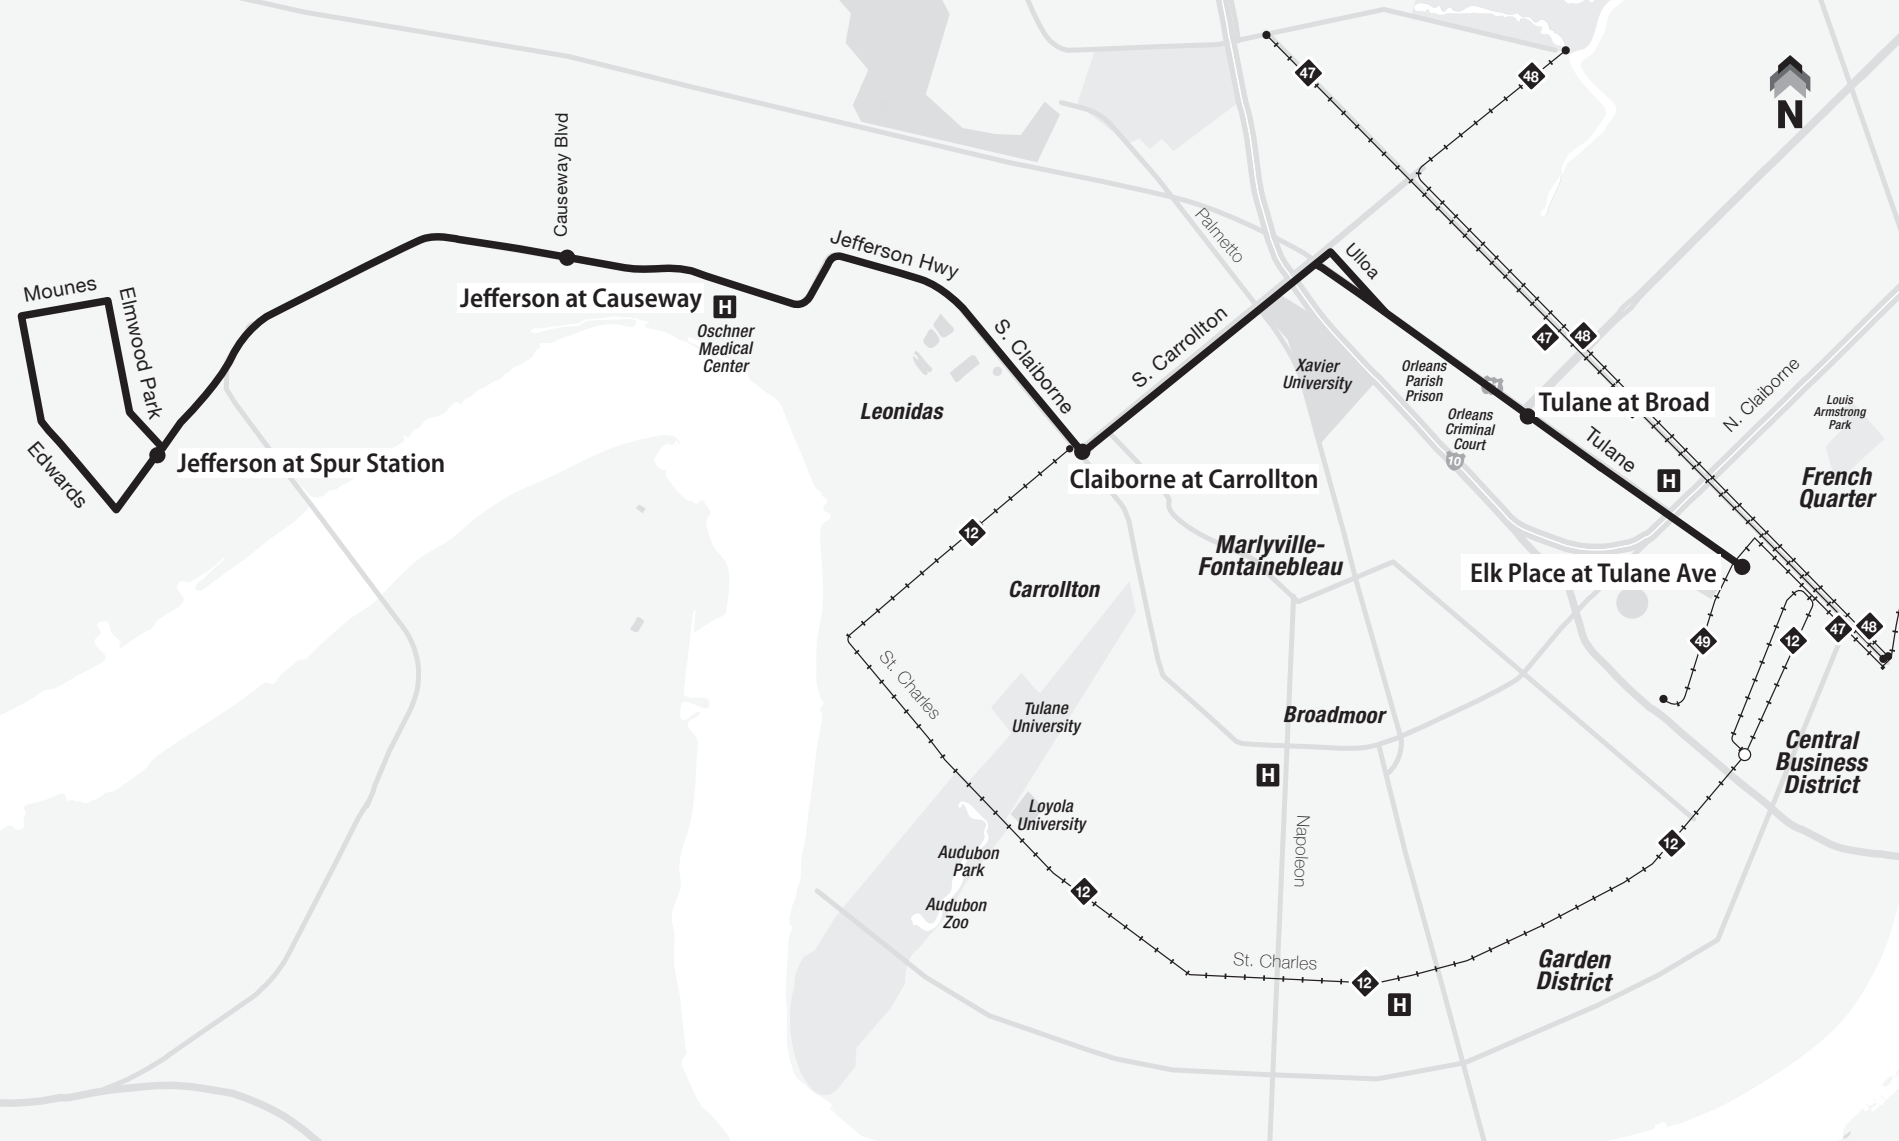 47
48
N
Causeway Blvd
Palmetto
Jefferson Hwy
Ulloa
Mounes
Elmwood Park
Jefferson at Causeway
H
Oschner
Medical
Center
S. Claiborne
S. Carrollton
47
48
Xavier
University
Orleans
Parish
Prison
Orleans
Criminal
Court
10
Tulane at Broad
N. Claiborne
Louis
Armstrong
Park
Leonidas
Tulane
H
French
Quarter
Edwards
Jefferson at Spur Station
Claiborne at Carrollton
12
Marlyville-
Fontainebleau
Elk Place at Tulane Ave
Carrollton
49
12
47
48
St. Charles
Tulane
University
Broadmoor
Central
Business
District
H
Loyola
University
Napoleon
12
Audubon
Park
12
Audubon
Zoo
St. Charles
12
H
Garden
District